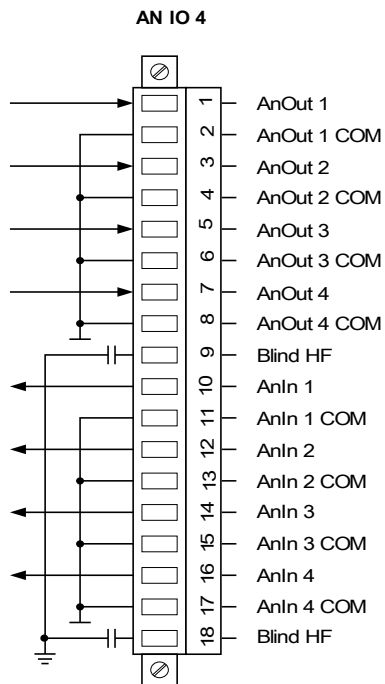 AN IO 4
1 AnOut 1
2 AnOut 1 COM
3 AnOut 2
4 AnOut 2 COM
5 AnOut 3
6 AnOut 3 COM
7 AnOut 4
8 AnOut 4 COM
9 Blind HF
10 AnIn 1
11 AnIn 1 COM
12 AnIn 2
13 AnIn 2 COM
14 AnIn 3
15 AnIn 3 COM
16 AnIn 4
17 AnIn 4 COM
18 Blind HF